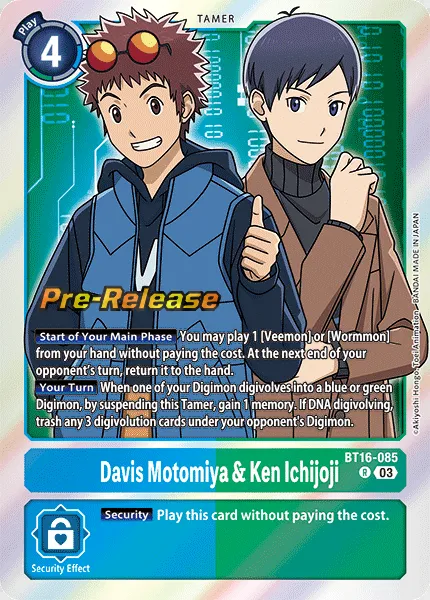 TAMER
Play
4
Pre-Release
Start of Your Main Phase You may play 1 [Veemon] or [Wormmon]
from your hand without paying the cost. At the next end of your
opponent's turn, return it to the hand.
Your Turn When one of your Digimon digivolves into a blue or green
Digimon, by suspending this Tamer, gain 1 memory. If DNA digivolving,
trash any 3 digivolution cards under your opponent's Digimon.
©Akiyoshi Hongo, Toei Animation BANDAI MADE IN JAPAN
BT16-085
Davis Motomiya & Ken Ichijoji
R 03
Security Play this card without paying the cost.
Security Effect